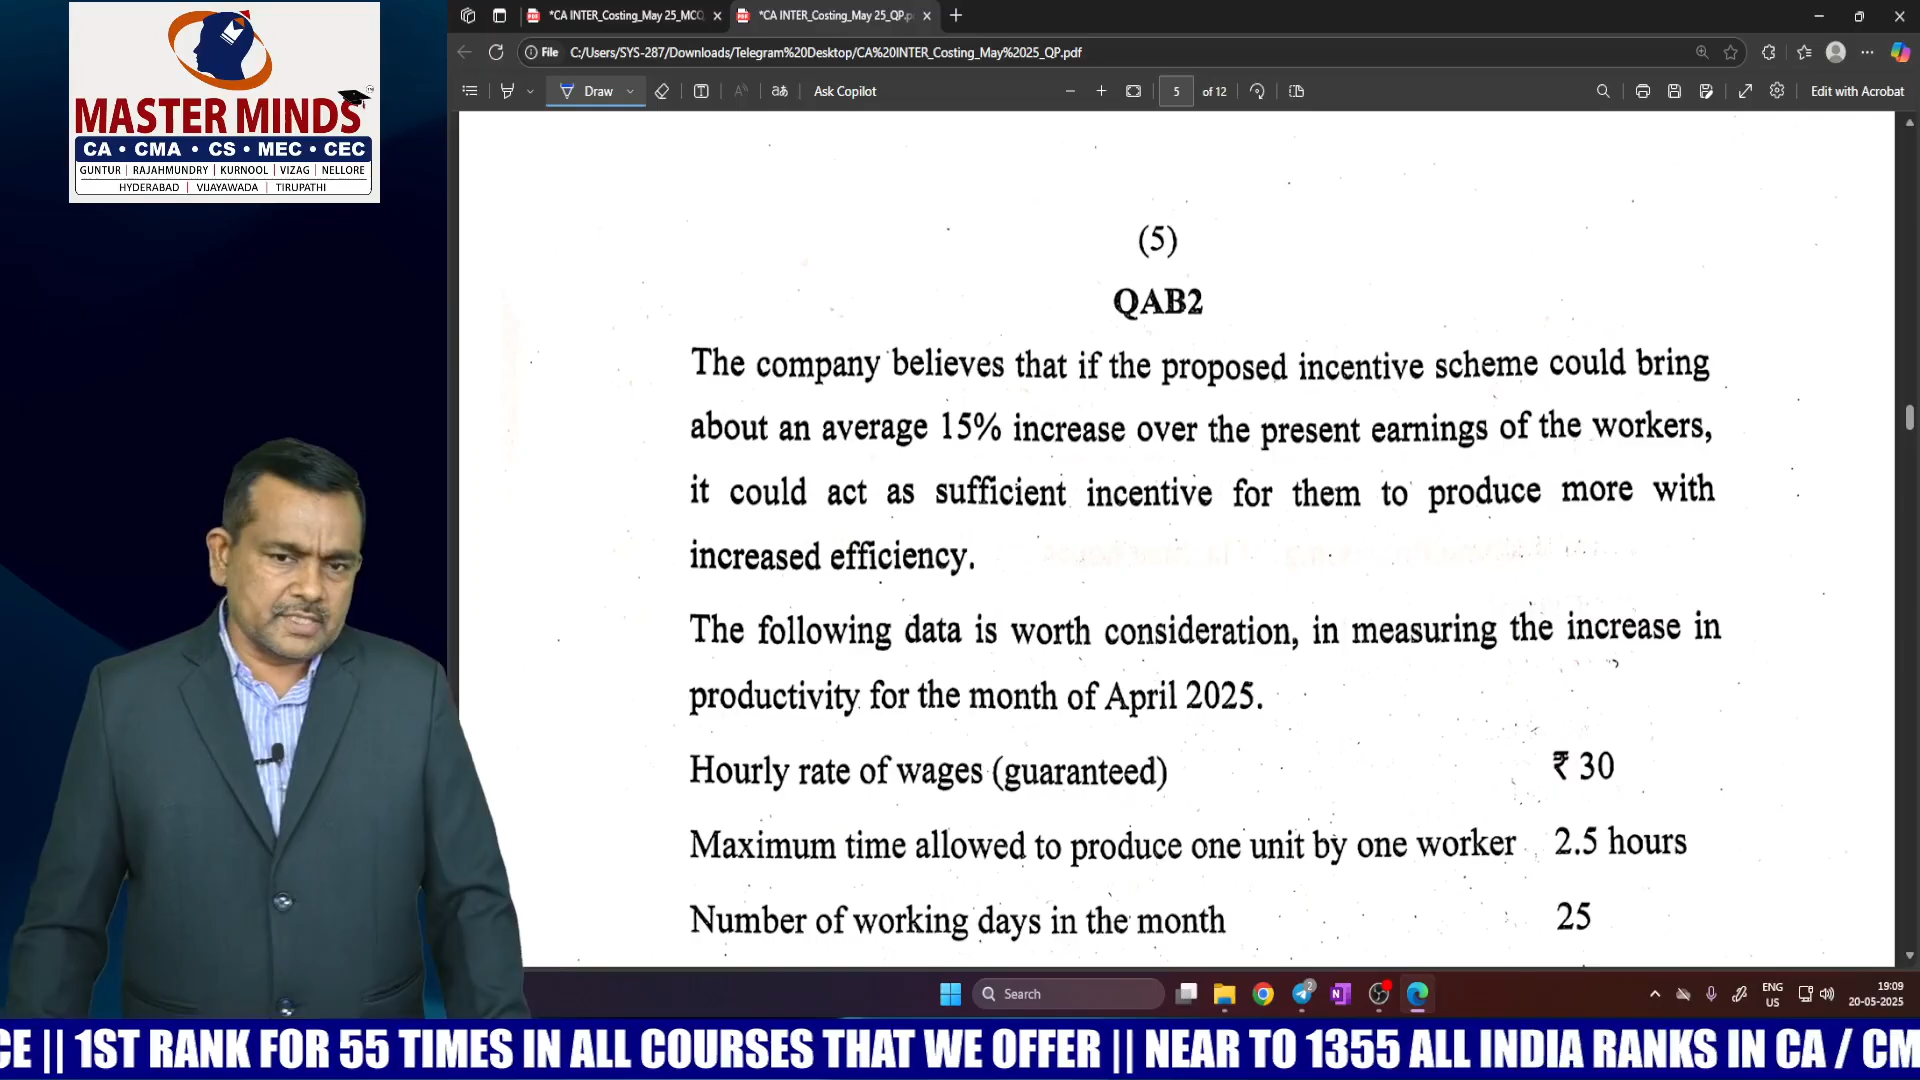 MASTER MINDS
CA • CMA • CS • MEC • CEC
GUNTUR | RAJAHMUNDRY | KURNOOL | VIZAG | NELLORE
HYDERABAD | VIJAYAWADA | TIRUPATHI
*CA INTER_Costing_May 25_MCQ
*CA INTER_Costing_May 25_QP.p
File C:/Users/SYS-287/Downloads/Telegram%20Desktop/CA%20INTER_Costing_May%2025_QP.pdf
Draw
Ask Copilot
5 of 12
Edit with Acrobat
(5)
QAB2
The company believes that if the proposed incentive scheme could bring
about an average 15% increase over the present earnings of the workers,
it could act as sufficient incentive for them to produce more with
increased efficiency.
The following data is worth consideration, in measuring the increase in
productivity for the month of April 2025.
Hourly rate of wages (guaranteed) ₹ 30
Maximum time allowed to produce one unit by one worker 2.5 hours
Number of working days in the month 25
Search
2
ENG
US
19:09
20-05-2025
CE || 1ST RANK FOR 55 TIMES IN ALL COURSES THAT WE OFFER || NEAR TO 1355 ALL INDIA RANKS IN CA / CM